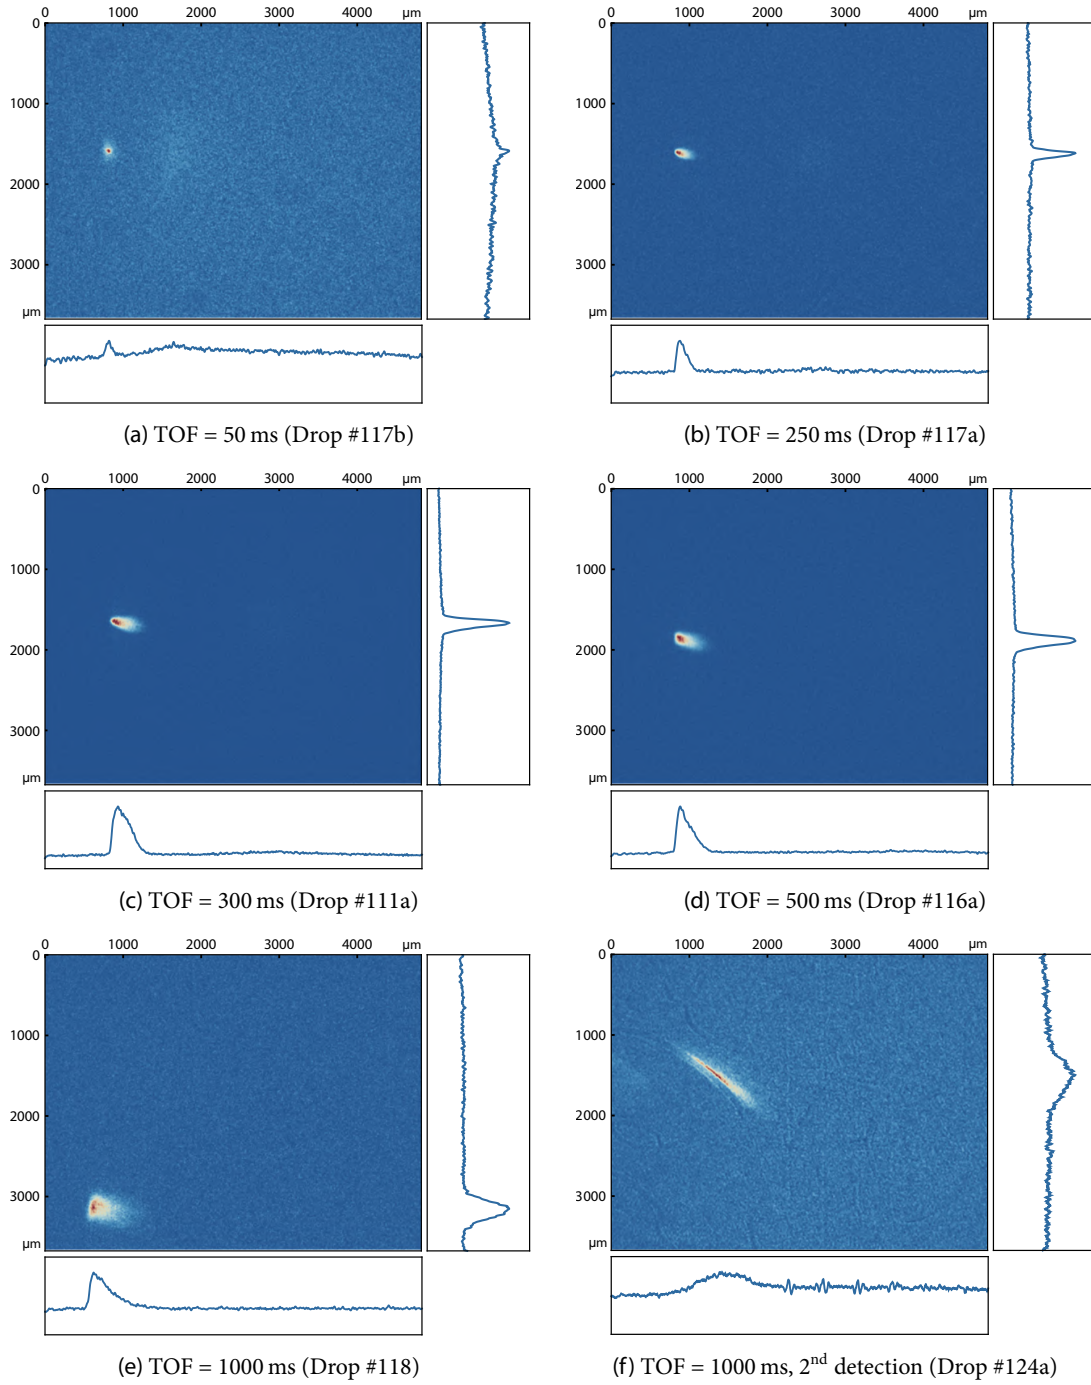 0 1000 2000 3000 4000 µm
0
1000
2000
3000
µm
(a) TOF = 50 ms (Drop #117b)
0 1000 2000 3000 4000 µm
0
1000
2000
3000
µm
(b) TOF = 250 ms (Drop #117a)
0 1000 2000 3000 4000 µm
0
1000
2000
3000
µm
(c) TOF = 300 ms (Drop #111a)
0 1000 2000 3000 4000 µm
0
1000
2000
3000
µm
(d) TOF = 500 ms (Drop #116a)
0 1000 2000 3000 4000 µm
0
1000
2000
3000
µm
(e) TOF = 1000 ms (Drop #118)
0 1000 2000 3000 4000 µm
0
1000
2000
3000
µm
(f) TOF = 1000 ms, 2nd detection (Drop #124a)